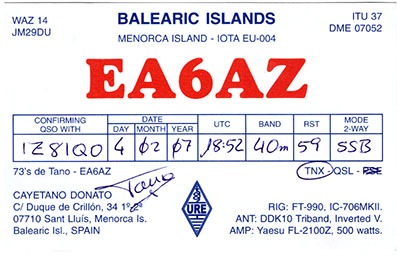 WAZ 14
JM29DU
BALEARIC ISLANDS
MENORCA ISLAND - IOTA EU-004
ITU 37
DME 07052
EA6AZ
CONFIRMING QSO WITH DATE DAY MONTH YEAR UTC BAND RST MODE 2-WAY
IZ8IQO 4 02 07 18:52 40m 59 SSB
73's de Tano - EA6AZ
Tano
TNX - QSL - PSE
CAYETANO DONATO
C/ Duque de Crillón, 34 1º 2ª
07710 Sant Lluís, Menorca Is.
Balearic Isl., SPAIN
URE
RIG: FT-990, IC-706MKII.
ANT: DDK10 Triband, Inverted V.
AMP: Yaesu FL-2100Z, 500 watts.